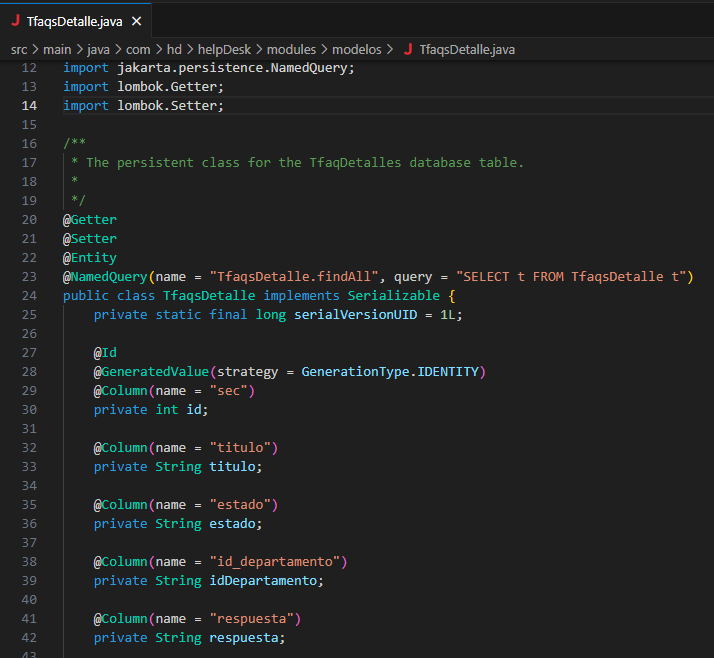 J TfaqsDetalle.java ×
src > main > java > com > hd > helpDesk > modules > modelos > J TfaqsDetalle.java
12 import jakarta.persistence.NamedQuery;
13 import lombok.Getter;
14 import lombok.Setter;
15
16 /**
17 * The persistent class for the TfaqDetalles database table.
18 *
19 */
20 @Getter
21 @Setter
22 @Entity
23 @NamedQuery(name = "TfaqsDetalle.findAll", query = "SELECT t FROM TfaqsDetalle t")
24 public class TfaqsDetalle implements Serializable {
25 private static final long serialVersionUID = 1L;
26
27 @Id
28 @GeneratedValue(strategy = GenerationType.IDENTITY)
29 @Column(name = "sec")
30 private int id;
31
32 @Column(name = "titulo")
33 private String titulo;
34
35 @Column(name = "estado")
36 private String estado;
37
38 @Column(name = "id_departamento")
39 private String idDepartamento;
40
41 @Column(name = "respuesta")
42 private String respuesta;
43